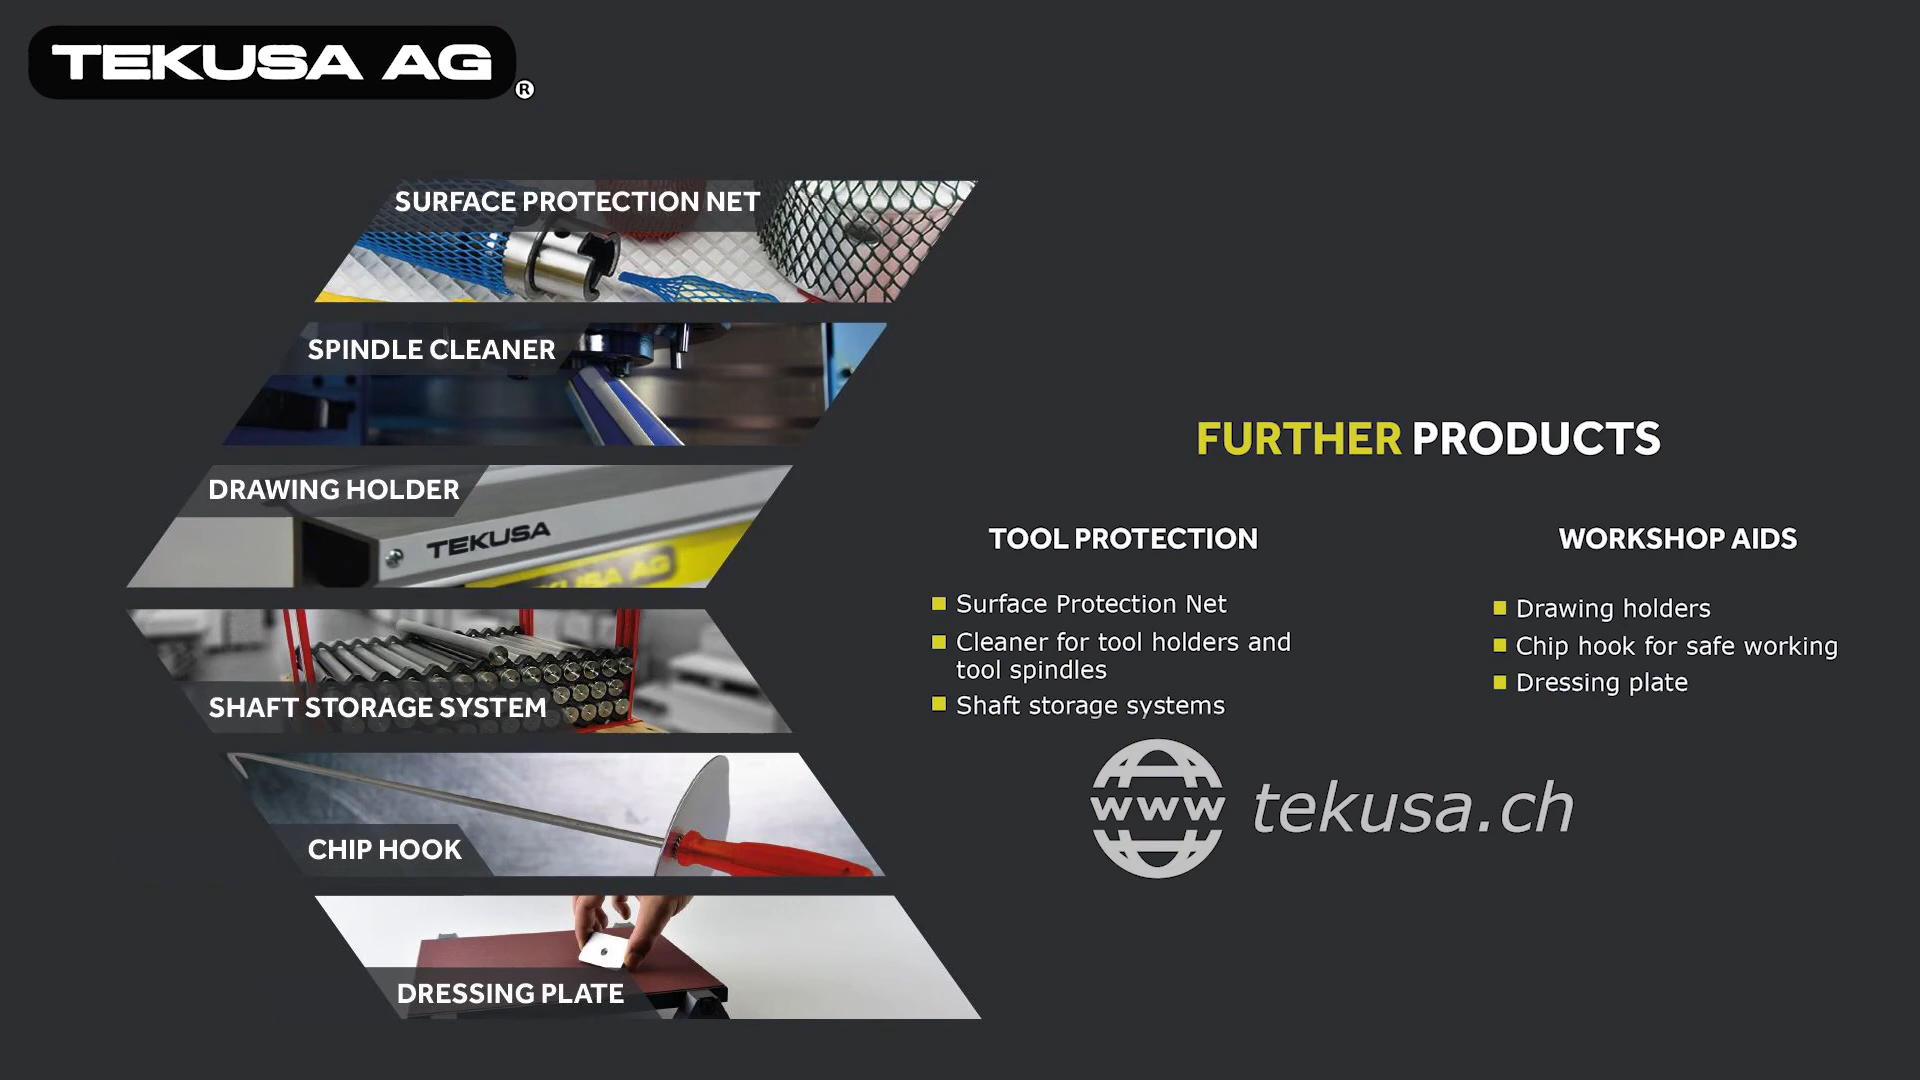 TEKUSA AG ®
SURFACE PROTECTION NET
SPINDLE CLEANER
DRAWING HOLDER
TEKUSA
USA AG
SHAFT STORAGE SYSTEM
CHIP HOOK
DRESSING PLATE
FURTHER PRODUCTS
TOOL PROTECTION
Surface Protection Net
Cleaner for tool holders and
tool spindles
Shaft storage systems
WORKSHOP AIDS
Drawing holders
Chip hook for safe working
Dressing plate
www tekusa.ch